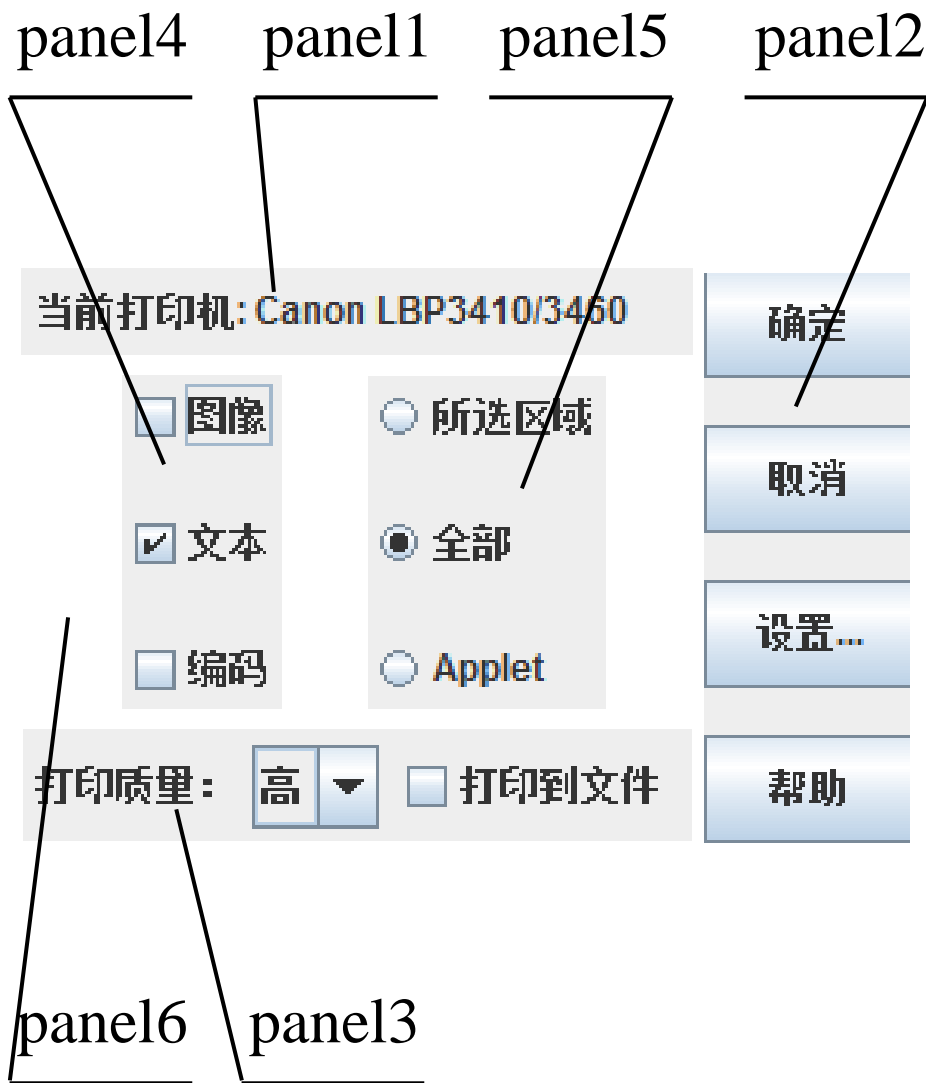 panel4 panel1 panel5 panel2
当前打印机: Canon LBP3410/3460 确定
图像 所选区域
取消
文本 全部
设置...
编码 Applet
打印质量： 高 打印到文件 帮助
panel6 panel3